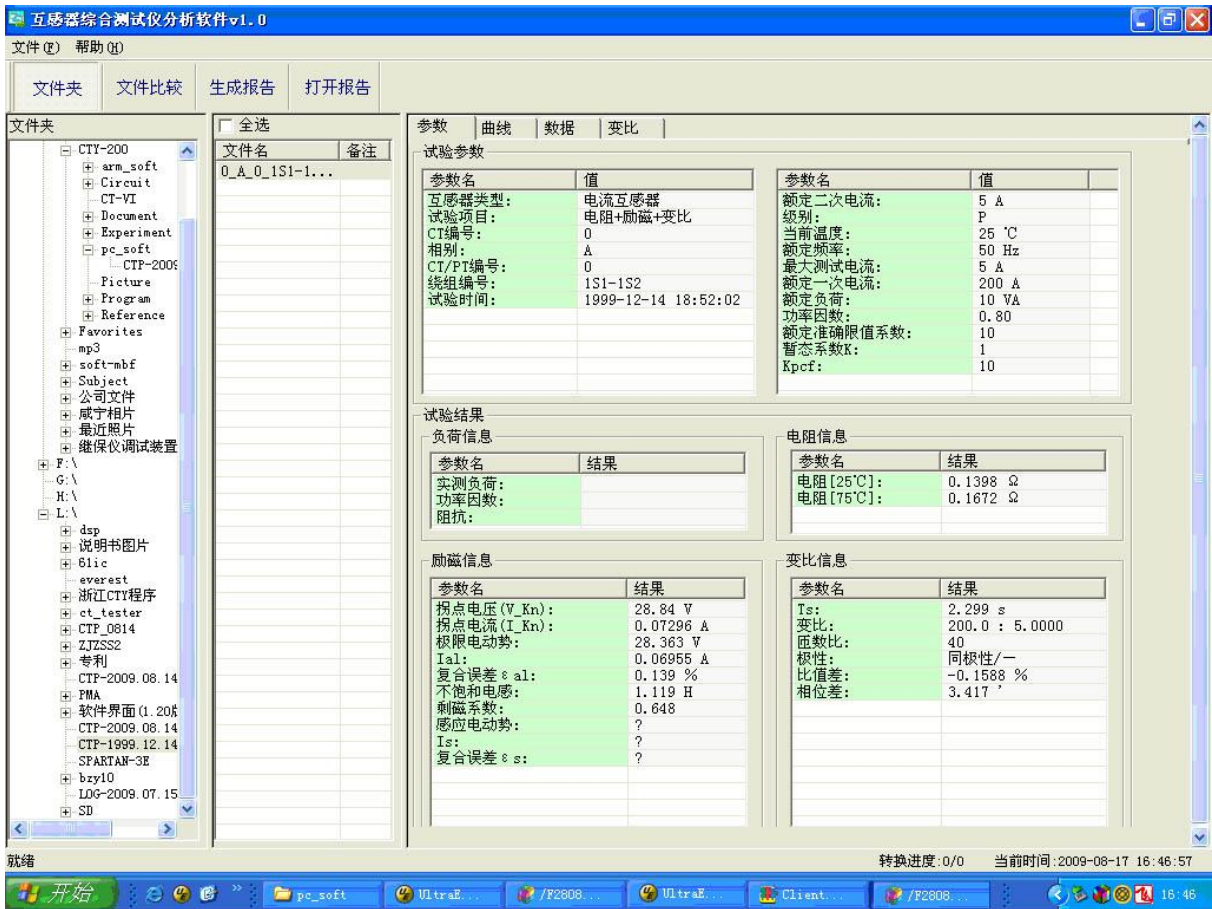 互感器综合测试仪分析软件v1.0
文件(F) 帮助(H)
文件夹 文件比较 生成报告 打开报告
文件夹
CTY-200
arm_soft
Circuit
CT-VI
Document
Experiment
pc_soft
CTP-2009
Picture
Program
Reference
Favorites
mp3
soft-mbf
Subject
公司文件
咸宁相片
最近照片
继保仪调试装置
F:\
G:\
H:\
L:\
dsp
说明书图片
61ic
everest
浙江CTY程序
ct_tester
CTP_0814
ZJZSS2
专利
CTP-2009.08.14
PMA
软件界面(1.20版
CTP-2009.08.14
CTP-1999.12.14
SPARTAN-3E
bzy10
LOG-2009.07.15
SD
全选
文件名 备注
0_A_0_1S1-1...
参数 曲线 数据 变比
试验参数
参数名 值
互感器类型: 电流互感器
试验项目: 电阻+励磁+变比
CT编号: 0
相别: A
CT/PT编号: 0
绕组编号: 1S1-1S2
试验时间: 1999-12-14 18:52:02
参数名 值
额定二次电流: 5 A
级别: P
当前温度: 25 ℃
额定频率: 50 Hz
最大测试电流: 5 A
额定一次电流: 200 A
额定负荷: 10 VA
功率因数: 0.80
额定准确限值系数: 10
暂态系数K: 1
Kpcf: 10
试验结果
负荷信息
参数名 结果
实测负荷:
功率因数:
阻抗:
电阻信息
参数名 结果
电阻[25℃]: 0.1398 Ω
电阻[75℃]: 0.1672 Ω
励磁信息
参数名 结果
拐点电压(V_Kn): 28.84 V
拐点电流(I_Kn): 0.07296 A
极限电动势: 28.363 V
Ial: 0.06955 A
复合误差εal: 0.139 %
不饱和电感: 1.119 H
剩磁系数: 0.648
感应电动势: ?
Is: ?
复合误差εs: ?
变比信息
参数名 结果
Ts: 2.299 s
变比: 200.0 : 5.0000
匝数比: 40
极性: 同极性/一
比值差: -0.1588 %
相位差: 3.417 '
就绪 转换进度:0/0 当前时间:2009-08-17 16:46:57
开始 pc_soft UltraE... /F2808... UltraE... Client... /F2808... 16:46